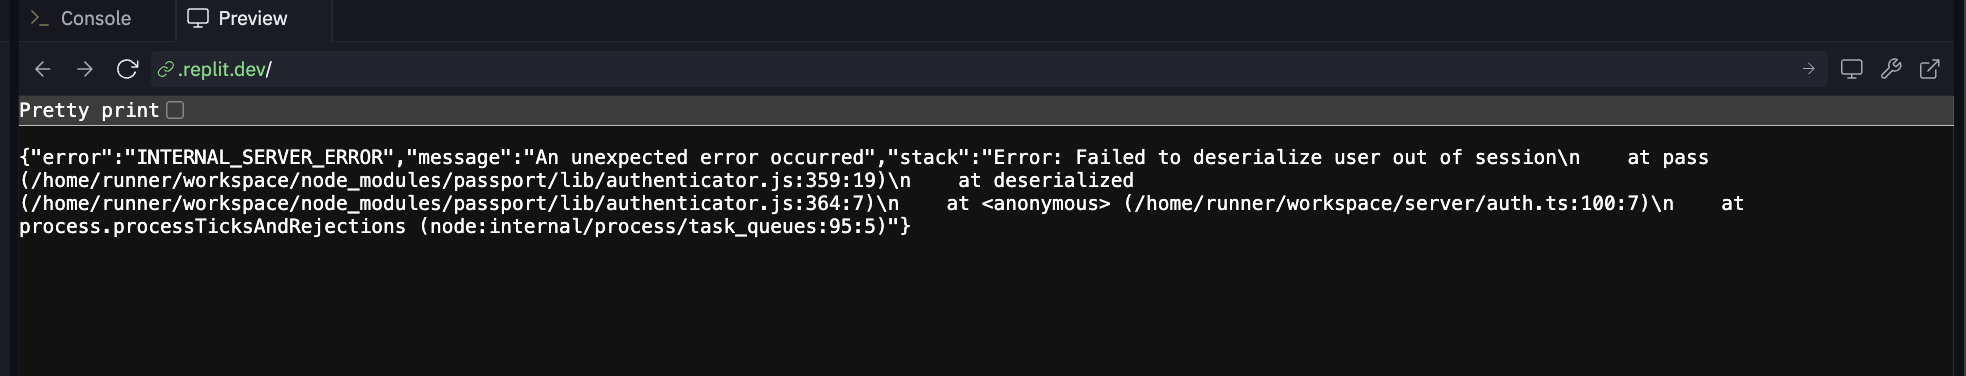 Console
Preview
.replit.dev/
Pretty print
{"error":"INTERNAL_SERVER_ERROR","message":"An unexpected error occurred","stack":"Error: Failed to deserialize user out of session\n    at pass
(/home/runner/workspace/node_modules/passport/lib/authenticator.js:359:19)\n    at deserialized
(/home/runner/workspace/node_modules/passport/lib/authenticator.js:364:7)\n    at <anonymous> (/home/runner/workspace/server/auth.ts:100:7)\n    at
process.processTicksAndRejections (node:internal/process/task_queues:95:5)"}